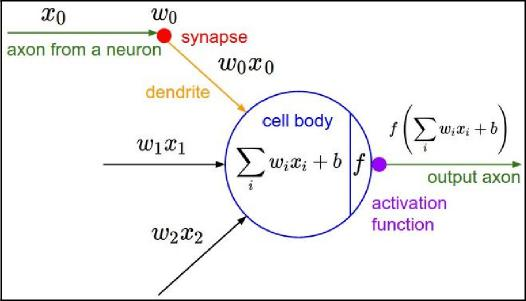 x₀ w₀
axon from a neuron synapse
w₀x₀
dendrite
cell body f(∑ᵢ wᵢxᵢ + b)
w₁x₁ ∑ᵢ wᵢxᵢ + b f
output axon
activation
function
w₂x₂